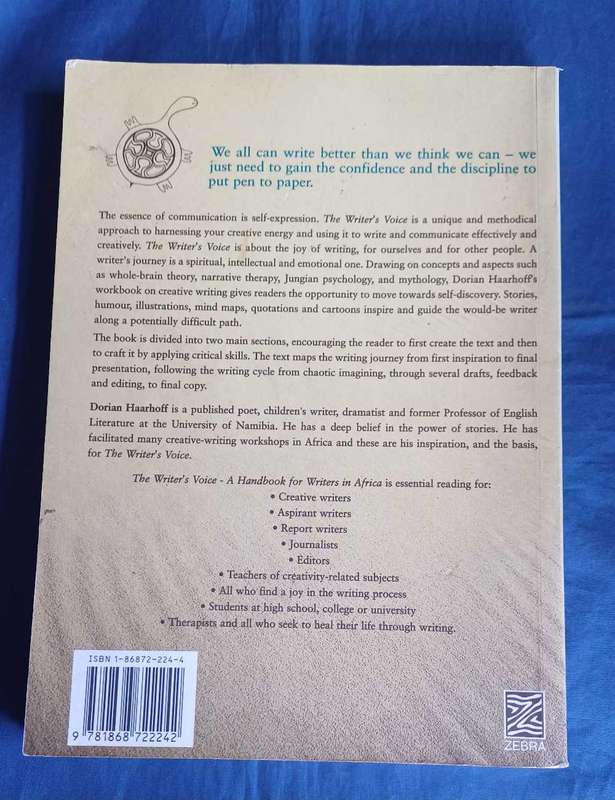 We all can write better than we think we can – we
just need to gain the confidence and the discipline to
put pen to paper.
The essence of communication is self-expression. The Writer's Voice is a unique and methodical
approach to harnessing your creative energy and using it to write and communicate effectively and
creatively. The Writer's Voice is about the joy of writing, for ourselves and for other people. A
writer's journey is a spiritual, intellectual and emotional one. Drawing on concepts and aspects such
as whole-brain theory, narrative therapy, Jungian psychology, and mythology, Dorian Haarhoff's
workbook on creative writing gives readers the opportunity to move towards self-discovery. Stories,
humour, illustrations, mind maps, quotations and cartoons inspire and guide the would-be writer
along a potentially difficult path.
The book is divided into two main sections, encouraging the reader to first create the text and then
to craft it by applying critical skills. The text maps the writing journey from first inspiration to final
presentation, following the writing cycle from chaotic imagining, through several drafts, feedback
and editing, to final copy.
Dorian Haarhoff is a published poet, children's writer, dramatist and former Professor of English
Literature at the University of Namibia. He has a deep belief in the power of stories. He has
facilitated many creative-writing workshops in Africa and these are his inspiration, and the basis,
for The Writer's Voice.
The Writer's Voice - A Handbook for Writers in Africa is essential reading for:
• Creative writers
• Aspirant writers
• Report writers
• Journalists
• Editors
• Teachers of creativity-related subjects
• All who find a joy in the writing process
• Students at high school, college or university
• Therapists and all who seek to heal their life through writing.
ISBN 1-86872-224-4
9 781868 722242
ZEBRA